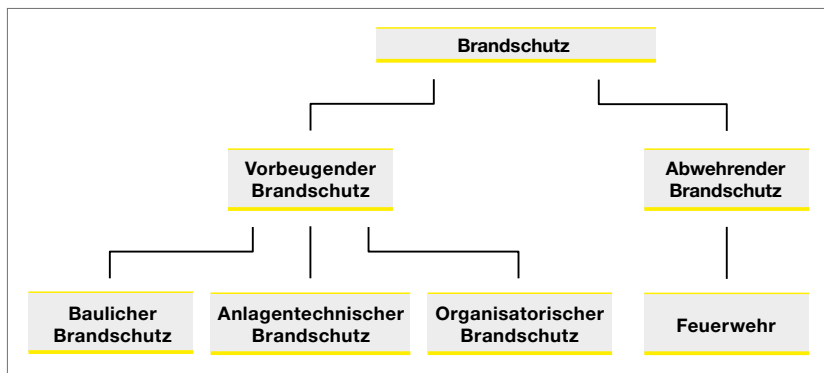 Brandschutz
Vorbeugender
Brandschutz
Abwehrender
Brandschutz
Baulicher
Brandschutz
Anlagentechnischer
Brandschutz
Organisatorischer
Brandschutz
Feuerwehr